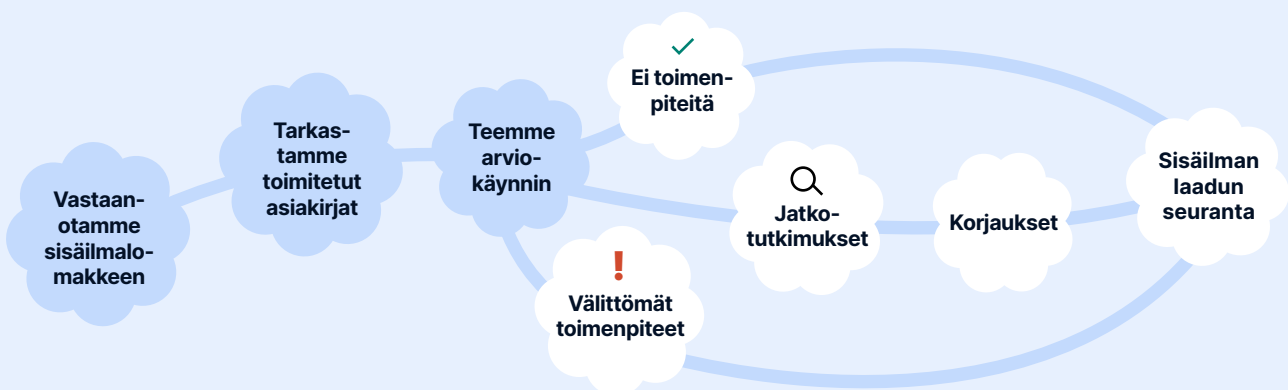 Vastaan-
otamme
sisäilmalo-
makkeen
Tarkas-
tamme
toimitetut
asiakirjat
Teemme
arvio-
käynnin
Ei toimen-
piteitä
Jatko-
tutkimukset
Korjaukset
Välittömät
toimenpiteet
Sisäilman
laadun
seuranta